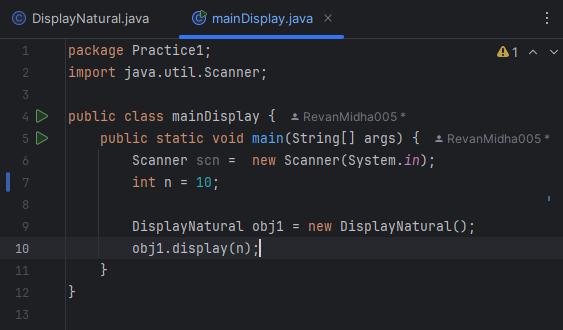 DisplayNatural.java mainDisplay.java
1 package Practice1; 1
2 import java.util.Scanner;
3
4 public class mainDisplay { RevanMidha005 *
5 public static void main(String[] args) { RevanMidha005 *
6 Scanner scn =  new Scanner(System.in);
7 int n = 10;
8
9 DisplayNatural obj1 = new DisplayNatural();
10 obj1.display(n);
11 }
12 }
13